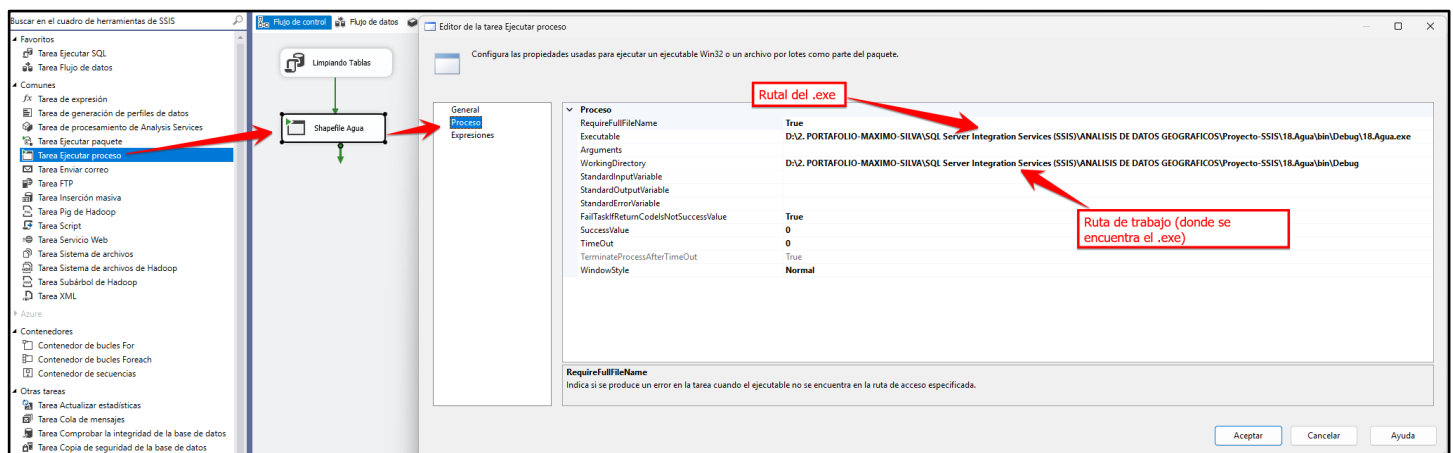 Buscar en el cuadro de herramientas de SSIS
Favoritos
Tarea Ejecutar SQL
Tarea Flujo de datos
Comunes
Tarea de expresión
Tarea de generación de perfiles de datos
Tarea de procesamiento de Analysis Services
Tarea Ejecutar paquete
Tarea Ejecutar proceso
Tarea Enviar correo
Tarea FTP
Tarea Inserción masiva
Tarea Pig de Hadoop
Tarea Script
Tarea Servicio Web
Tarea Sistema de archivos
Tarea Sistema de archivos de Hadoop
Tarea Subárbol de Hadoop
Tarea XML
Azure
Contenedores
Contenedor de bucles For
Contenedor de bucles Foreach
Contenedor de secuencias
Otras tareas
Tarea Actualizar estadísticas
Tarea Cola de mensajes
Tarea Comprobar la integridad de la base de datos
Tarea Copia de seguridad de la base de datos
Flujo de control Flujo de datos
Limpiando Tablas
Shapefile Agua
Editor de la tarea Ejecutar proceso
Configura las propiedades usadas para ejecutar un ejecutable Win32 o un archivo por lotes como parte del paquete.
General
Proceso
Expresiones
Rutal del .exe
Proceso
RequireFullFileName True
Executable D:\2. PORTAFOLIO-MAXIMO-SILVA\SQL Server Integration Services (SSIS)\ANALISIS DE DATOS GEOGRAFICOS\Proyecto-SSIS\18.Agua\bin\Debug\18.Agua.exe
Arguments
WorkingDirectory D:\2. PORTAFOLIO-MAXIMO-SILVA\SQL Server Integration Services (SSIS)\ANALISIS DE DATOS GEOGRAFICOS\Proyecto-SSIS\18.Agua\bin\Debug
StandardInputVariable
StandardOutputVariable
StandardErrorVariable
FailTaskIfReturnCodeIsNotSuccessValue True
SuccessValue 0
TimeOut 0
TerminateProcessAfterTimeOut True
WindowStyle Normal
Ruta de trabajo (donde se
encuentra el .exe)
RequireFullFileName
Indica si se produce un error en la tarea cuando el ejecutable no se encuentra en la ruta de acceso especificada.
Aceptar Cancelar Ayuda